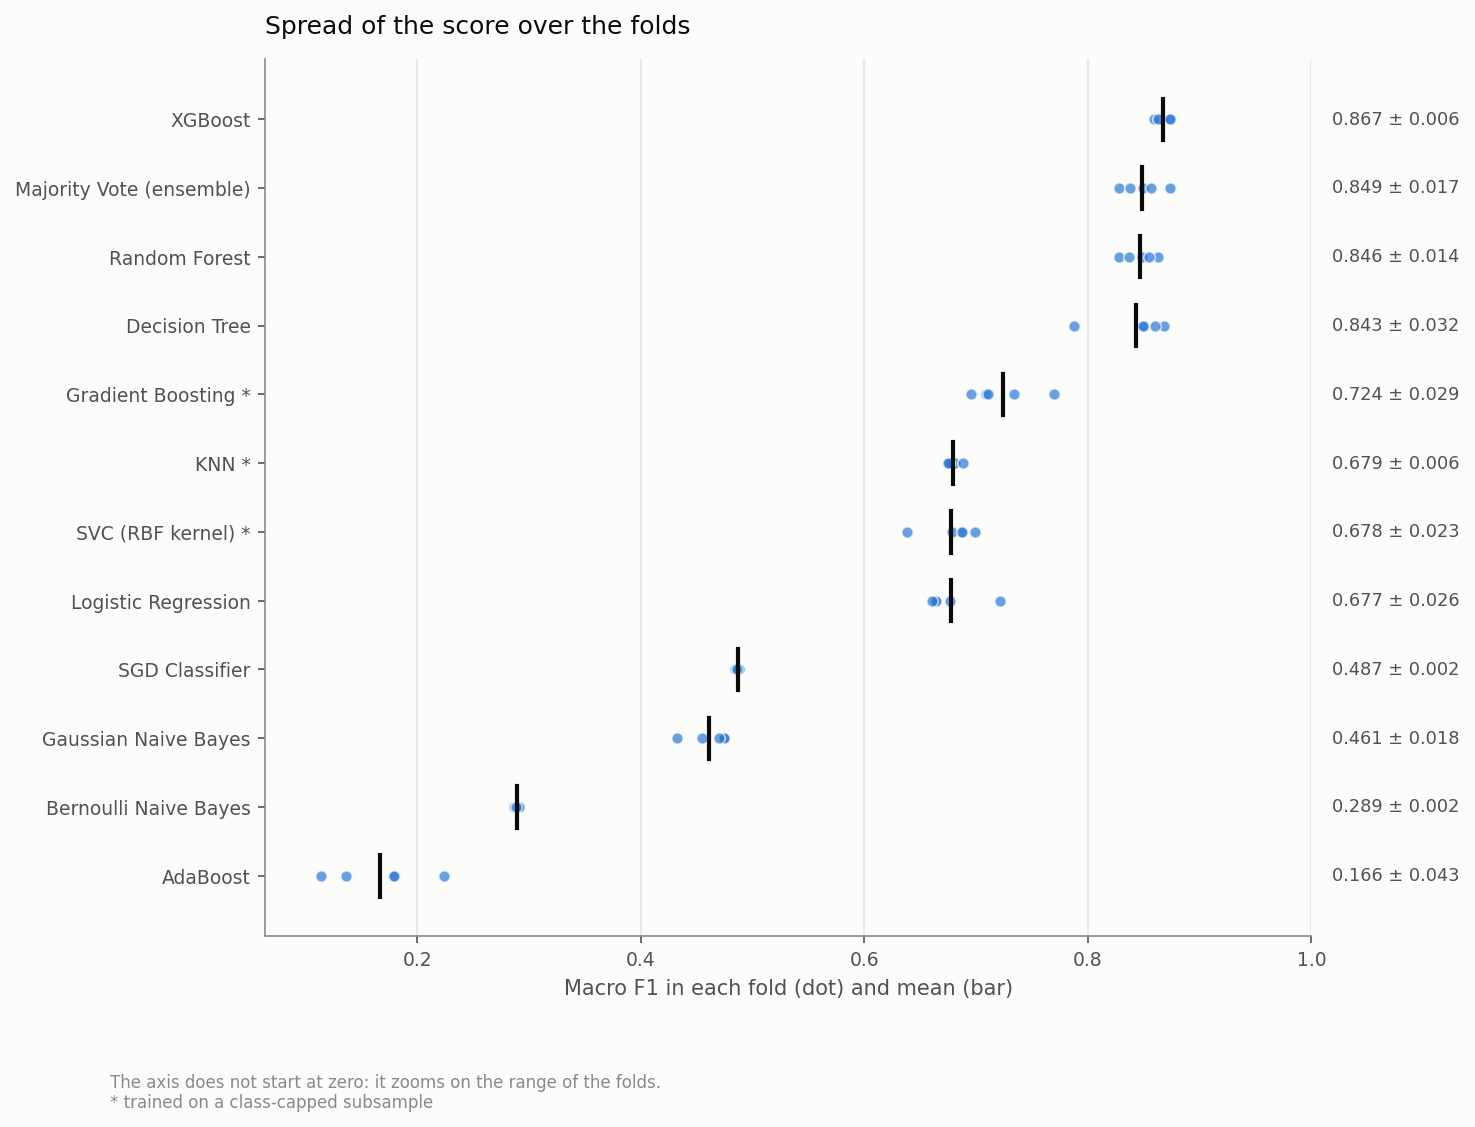 Spread of the score over the folds
XGBoost 0.867 ± 0.006
Majority Vote (ensemble) 0.849 ± 0.017
Random Forest 0.846 ± 0.014
Decision Tree 0.843 ± 0.032
Gradient Boosting * 0.724 ± 0.029
KNN * 0.679 ± 0.006
SVC (RBF kernel) * 0.678 ± 0.023
Logistic Regression 0.677 ± 0.026
SGD Classifier 0.487 ± 0.002
Gaussian Naive Bayes 0.461 ± 0.018
Bernoulli Naive Bayes 0.289 ± 0.002
AdaBoost 0.166 ± 0.043
0.2 0.4 0.6 0.8 1.0
Macro F1 in each fold (dot) and mean (bar)
The axis does not start at zero: it zooms on the range of the folds.
* trained on a class-capped subsample